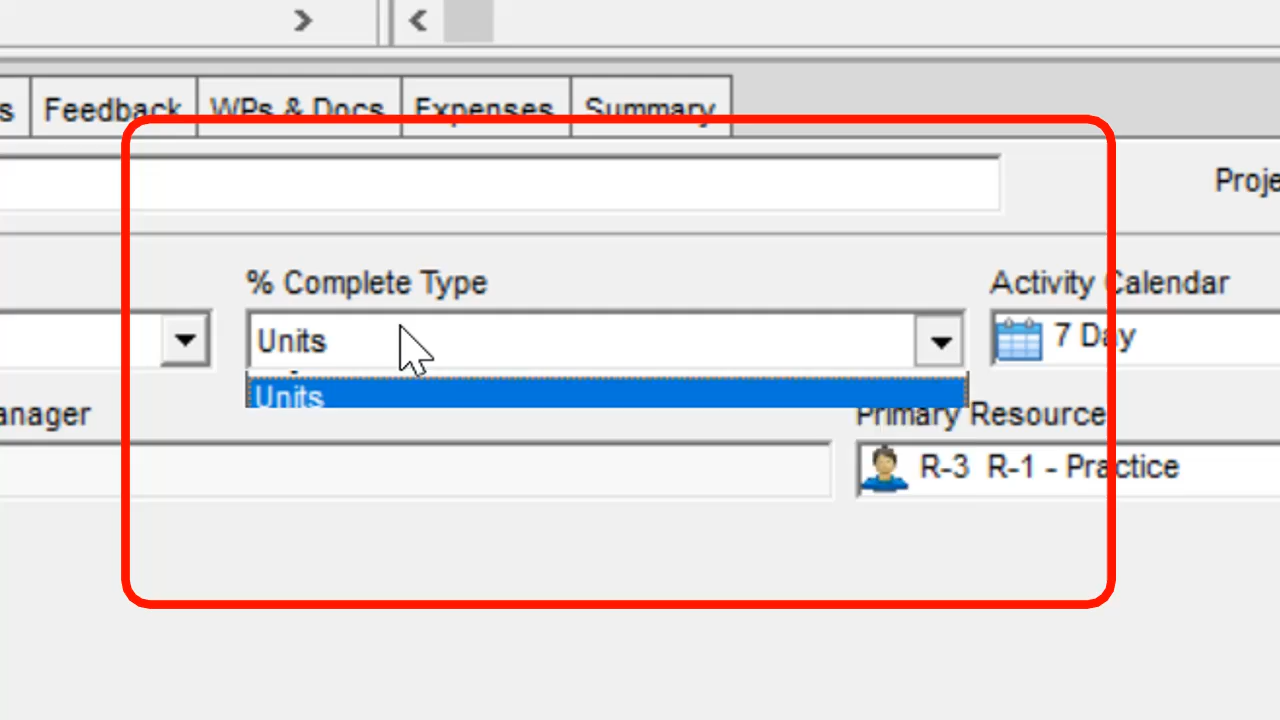 s Feedback WPs & Docs Expenses Summary
Proje
% Complete Type Activity Calendar
Units 7 Day
Units
anager Primary Resource
R-3 R-1 - Practice